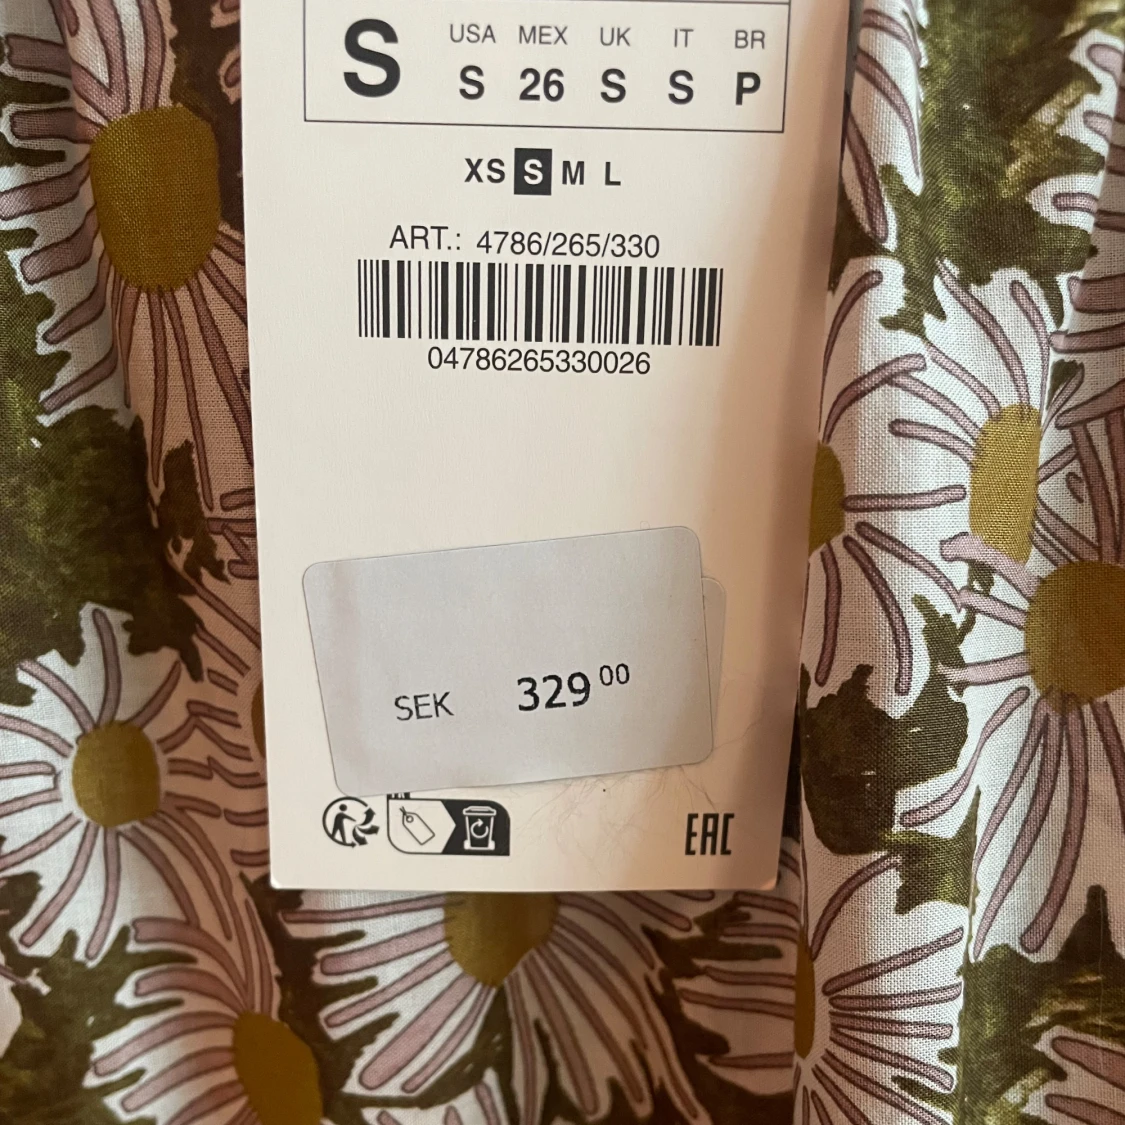 S
USA MEX UK IT BR
S 26 S S P
XS S M L
ART.: 4786/265/330
04786265330026
SEK 329 00
EAC